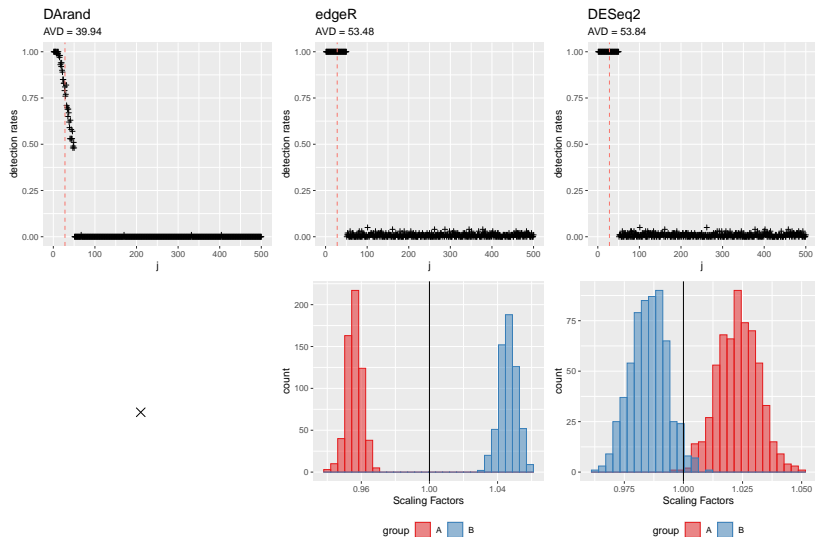 DArand
AVD = 39.94
detection rates
1.00
0.75
0.50
0.25
0.00
0 100 200 300 400 500
j
edgeR
AVD = 53.48
detection rates
1.00
0.75
0.50
0.25
0.00
0 100 200 300 400 500
j
DESeq2
AVD = 53.84
detection rates
1.00
0.75
0.50
0.25
0.00
0 100 200 300 400 500
j
count
200
150
100
50
0
0.96 1.00 1.04
Scaling Factors
group A B
count
75
50
25
0
0.975 1.000 1.025 1.050
Scaling Factors
group A B